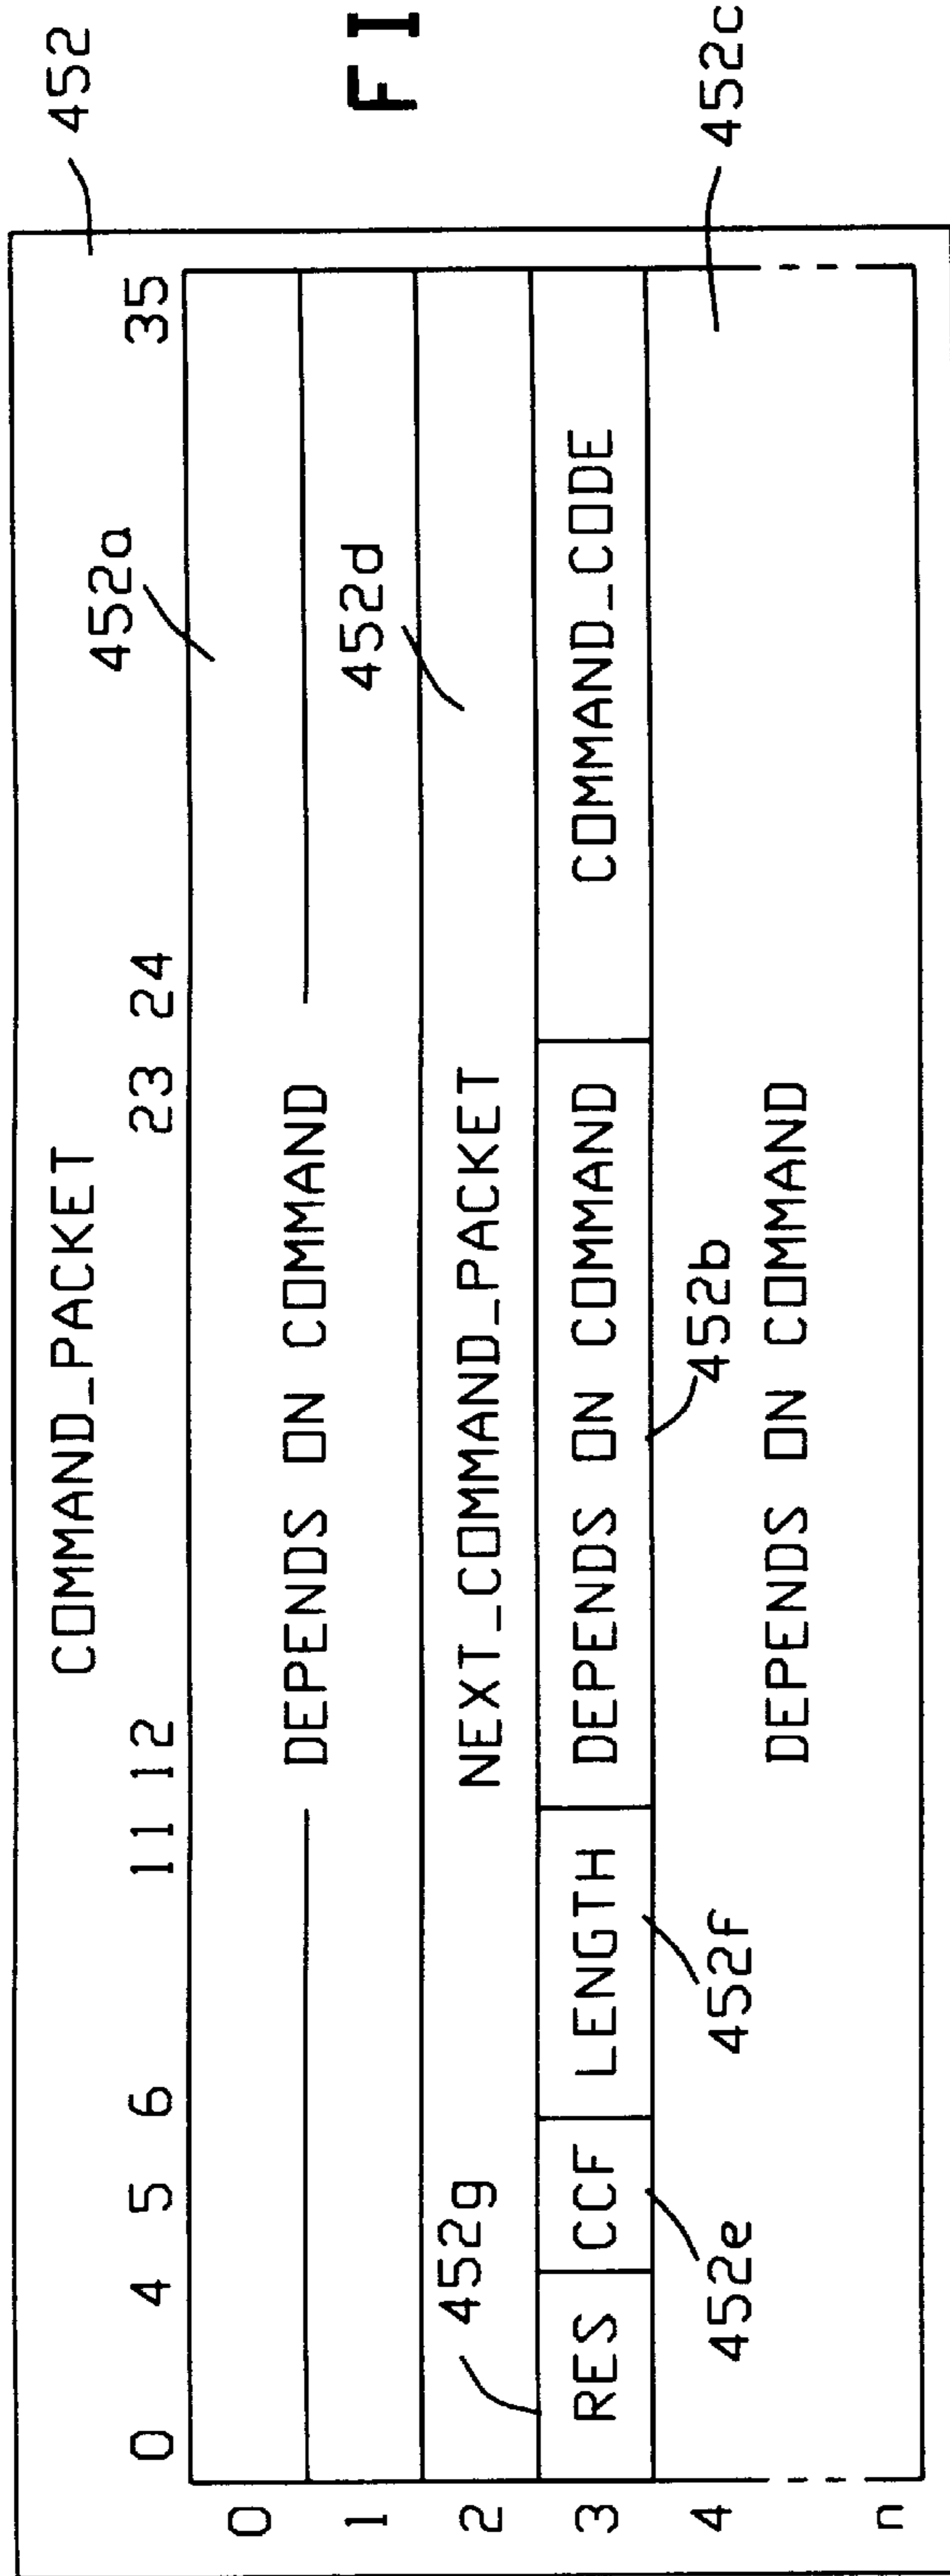 COMMAND_PACKET 452
0 4 5 6 11 12 23 24 35
452a
0
DEPENDS ON COMMAND
1
452d
2 452g NEXT_COMMAND_PACKET
3 RES CCF LENGTH DEPENDS ON COMMAND COMMAND_CODE
4 452e 452f 452b 452c
DEPENDS ON COMMAND
n
FI